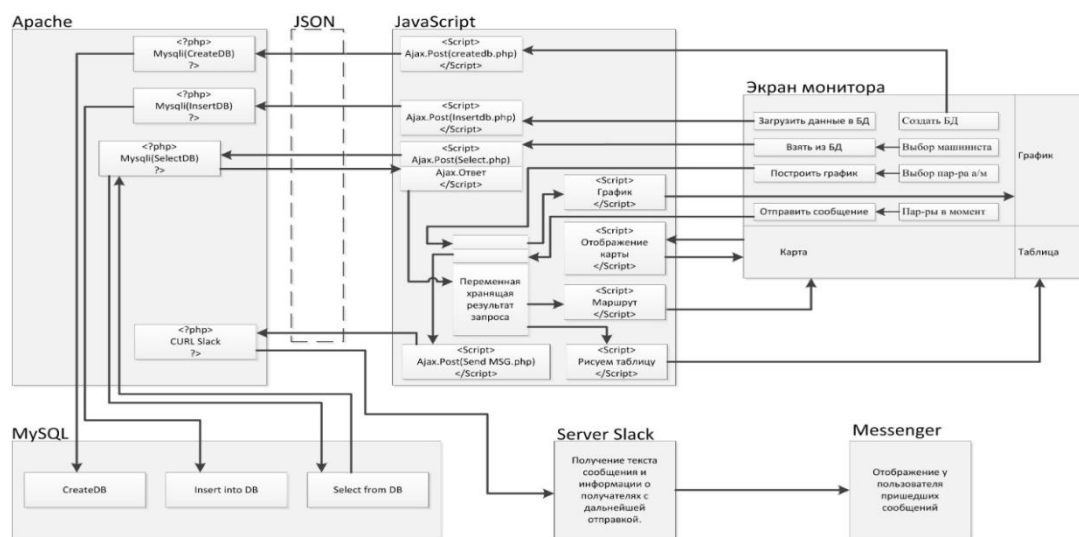 Apache
JSON
JavaScript
<?php
Mysqli(CreateDB)
?>
<Script>
Ajax.Post(createdb.php)
</Script>
<?php
Mysqli(InsertDB)
?>
<Script>
Ajax.Post(Insertdb.php)
</Script>
<?php
Mysqli(SelectDB)
?>
<Script>
Ajax.Post(Select.php)
Ajax.Ответ
</Script>
<Script>
График
</Script>
<Script>
Отображение
карты
</Script>
Переменная
хранящая
результат
запроса
<Script>
Маршрут
</Script>
<?php
CURL Slack
?>
<Script>
Ajax.Post(Send MSG.php)
</Script>
<Script>
Рисуем таблицу
</Script>
Экран монитора
Загрузить данные в БД
Создать БД
Взять из БД
Выбор машиниста
График
Построить график
Выбор пар-ра а/м
Отправить сообщение
Пар-ры в момент
Карта
Таблица
MySQL
CreateDB
Insert into DB
Select from DB
Server Slack
Получение текста
сообщения и
информации о
получателях с
дальнейшей
отправкой.
Messenger
Отображение у
пользователя
пришедших
сообщений